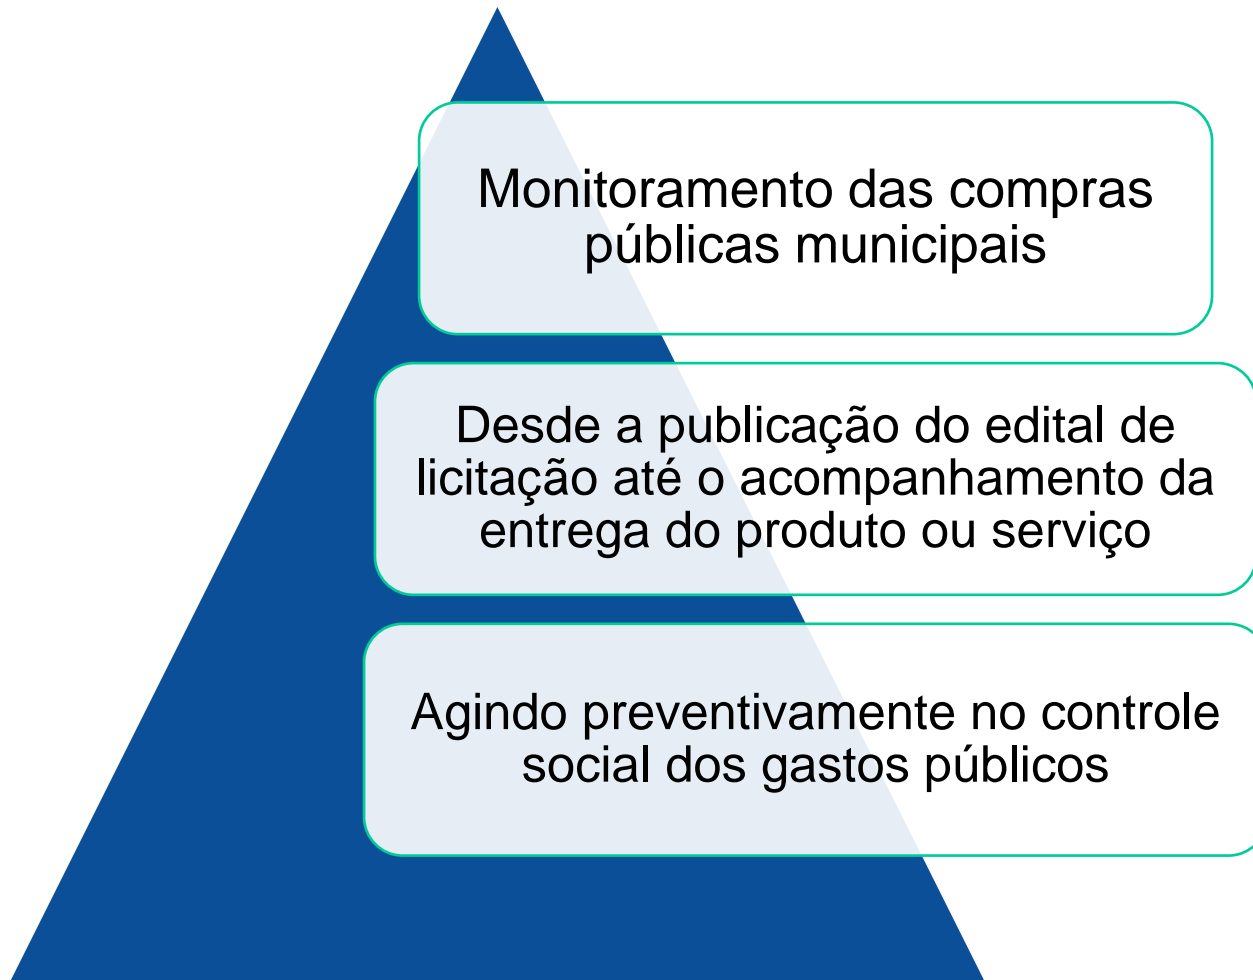 Monitoramento das compras
públicas municipais
Desde a publicação do edital de
licitação até o acompanhamento da
entrega do produto ou serviço
Agindo preventivamente no controle
social dos gastos públicos